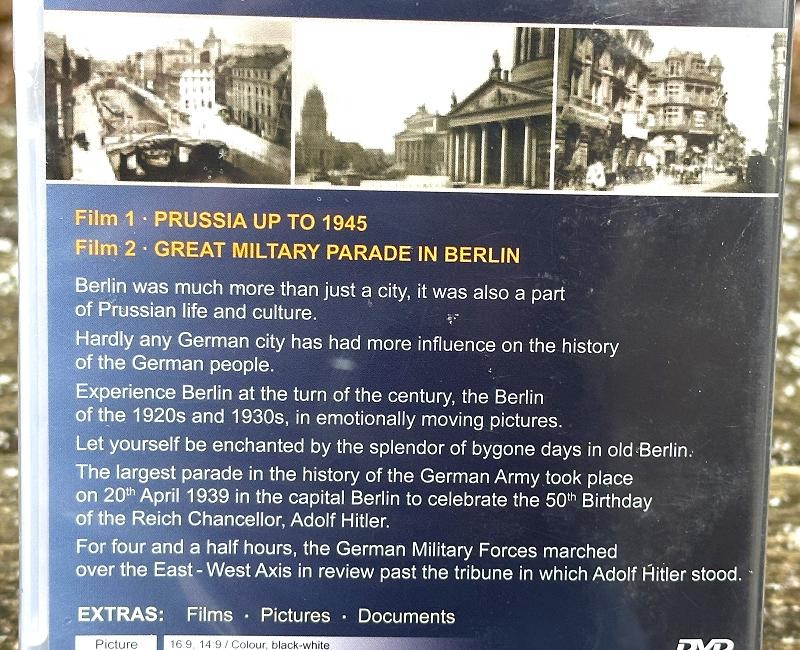 Film 1 · PRUSSIA UP TO 1945
Film 2 · GREAT MILTARY PARADE IN BERLIN
Berlin was much more than just a city, it was also a part
of Prussian life and culture.
Hardly any German city has had more influence on the history
of the German people.
Experience Berlin at the turn of the century, the Berlin
of the 1920s and 1930s, in emotionally moving pictures.
Let yourself be enchanted by the splendor of bygone days in old Berlin.
The largest parade in the history of the German Army took place
on 20th April 1939 in the capital Berlin to celebrate the 50th Birthday
of the Reich Chancellor, Adolf Hitler.
For four and a half hours, the German Military Forces marched
over the East-West Axis in review past the tribune in which Adolf Hitler stood.
EXTRAS: Films · Pictures · Documents
Picture 16:9, 14:9 / Colour, black-white
DVD